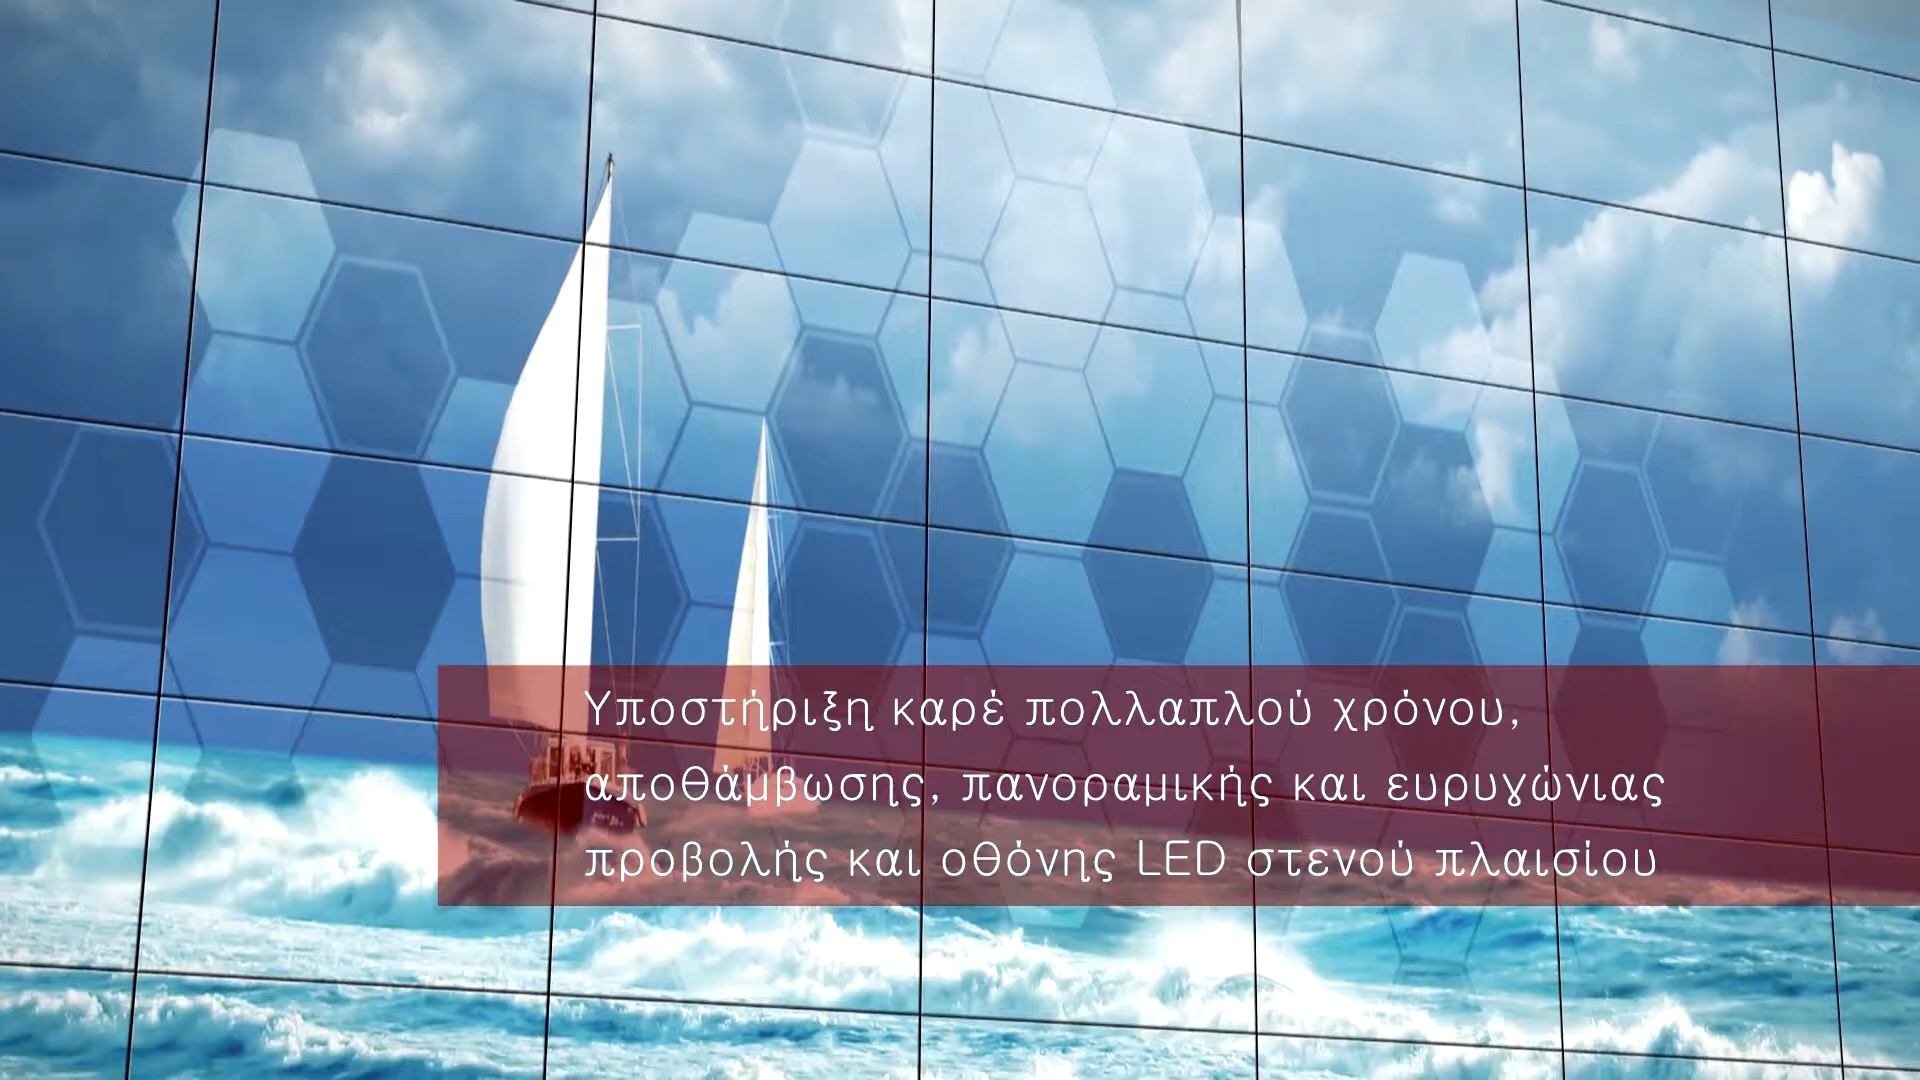 Υποστήριξη καρέ πολλαπλού χρόνου,
αποθάμβωσης, πανοραμικής και ευρυγώνιας
προβολής και οθόνης LED στενού πλαισίου